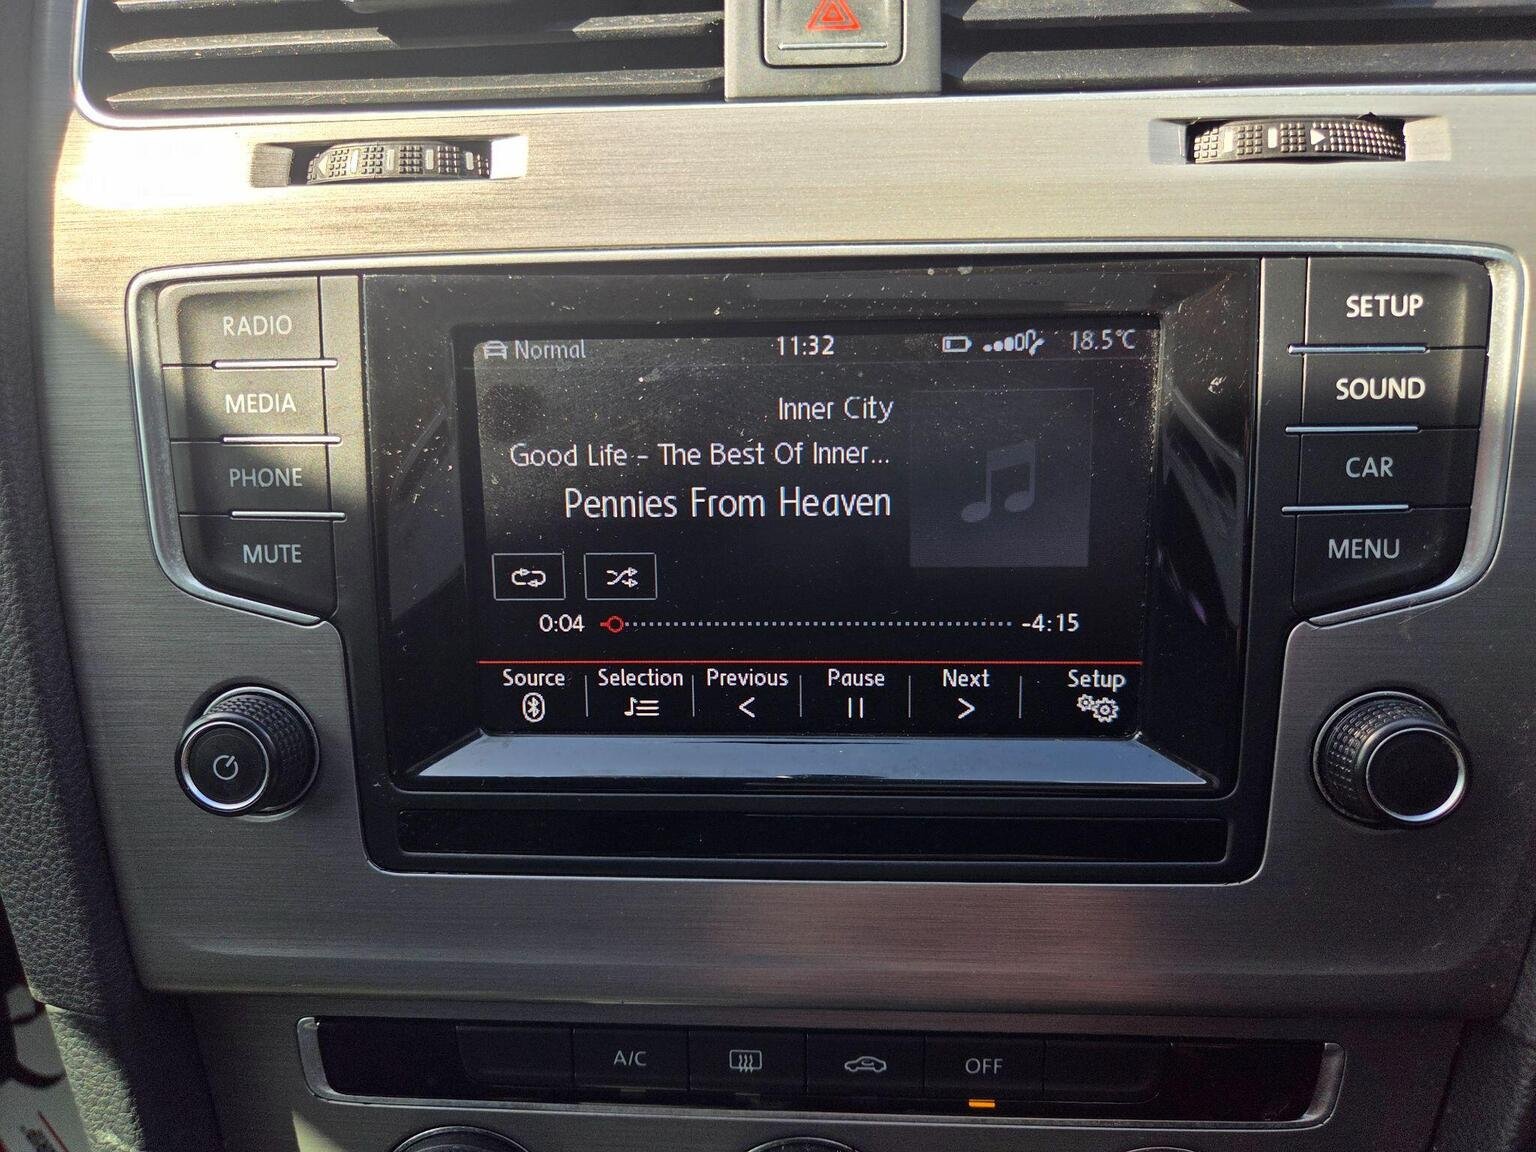 RADIO
MEDIA
PHONE
MUTE
Normal
11:32
18.5°C
Inner City
Good Life - The Best Of Inner...
Pennies From Heaven
0:04
-4:15
Source
Selection
Previous
Pause
Next
Setup
SETUP
SOUND
CAR
MENU
A/C
OFF